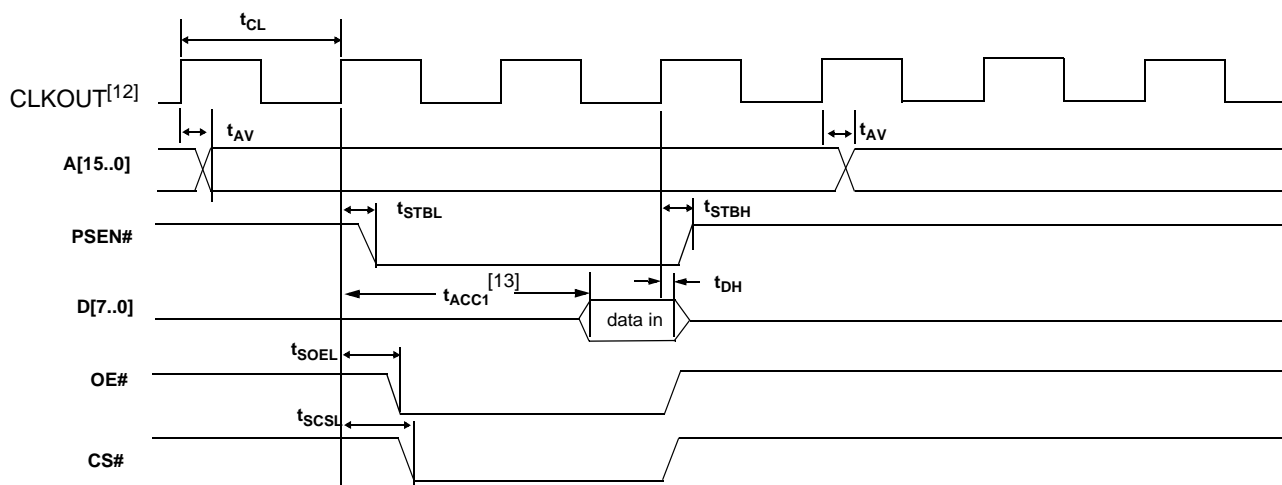 tCL
CLKOUT[12]
tAV
tAV
A[15..0]
tSTBL
tSTBH
PSEN#
[13]
tACC1
tDH
D[7..0]
data in
tSOEL
OE#
tSCSL
CS#